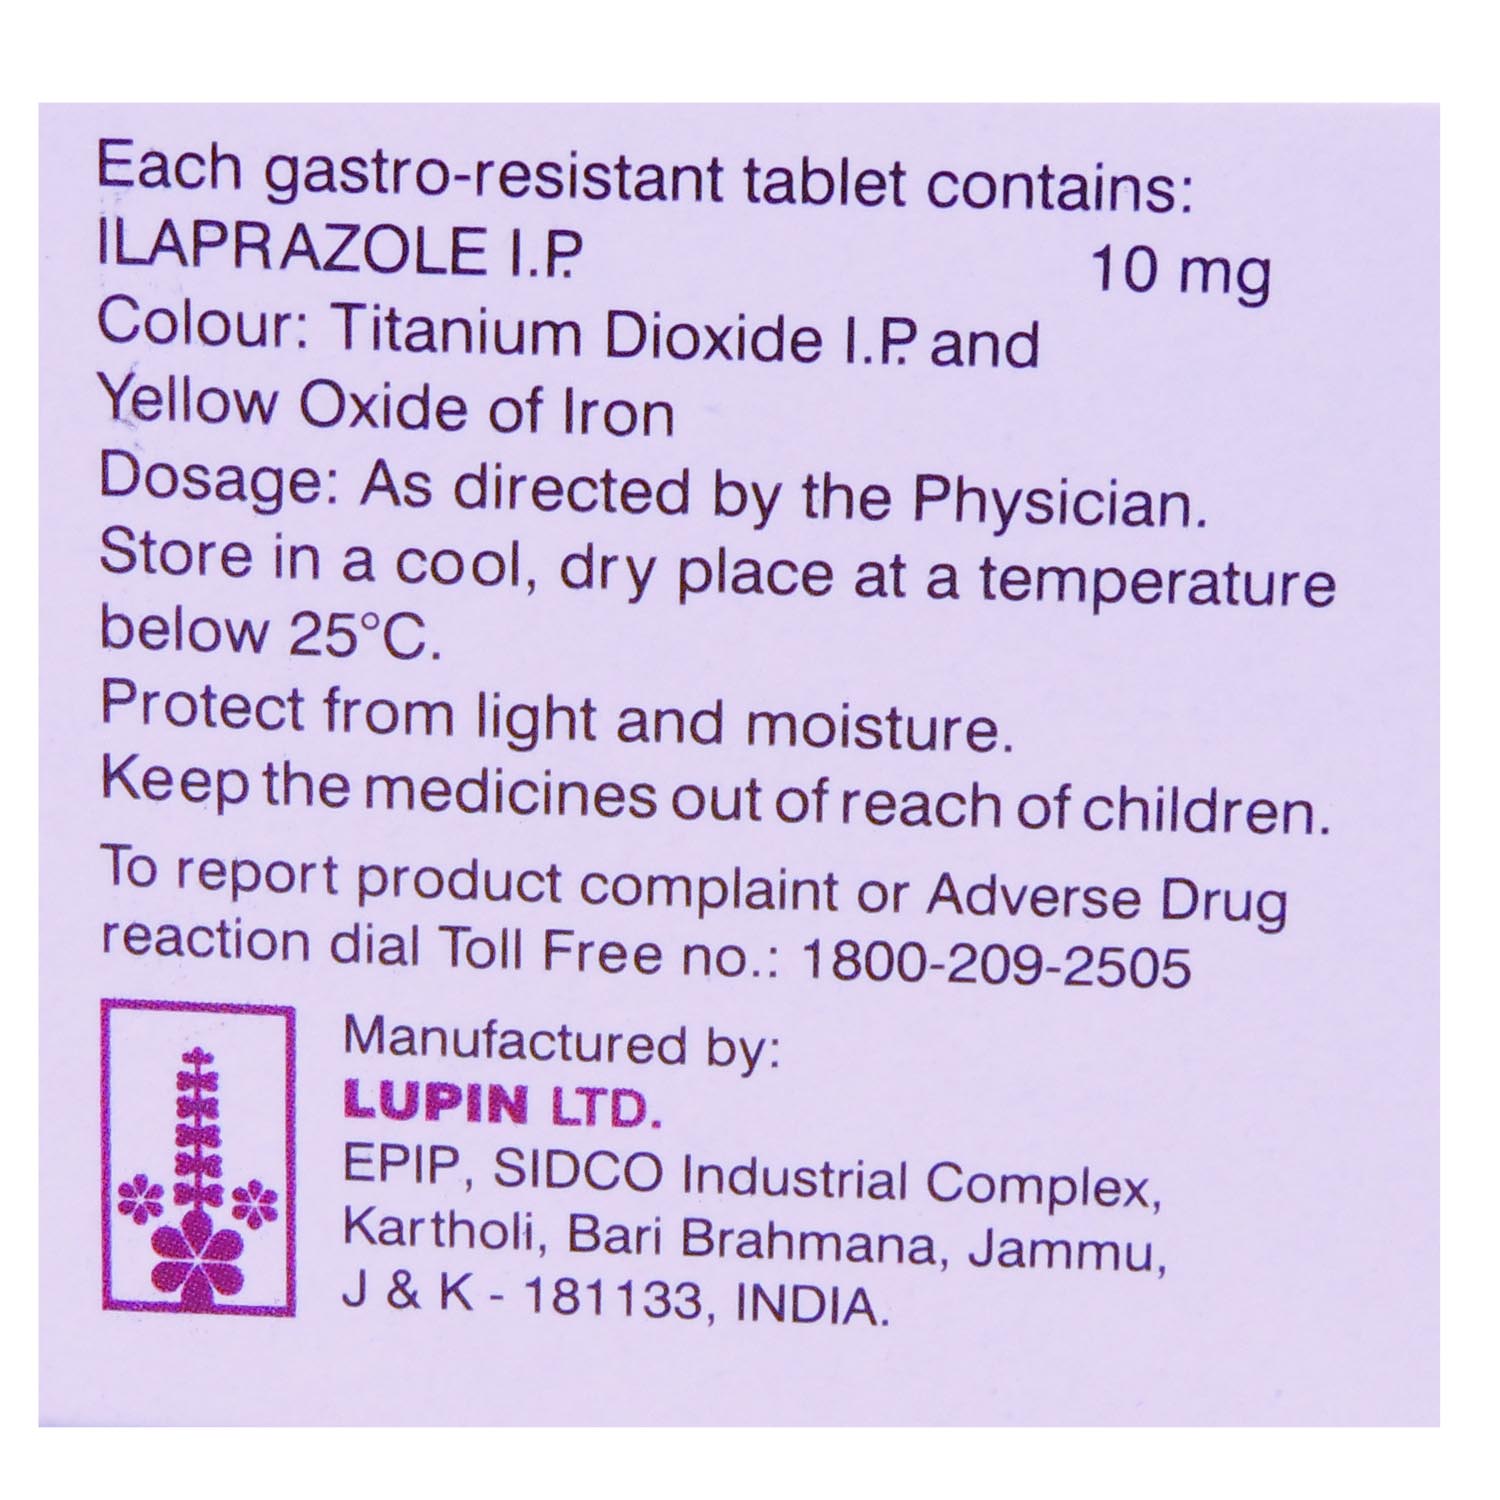 Each gastro-resistant tablet contains:
ILAPRAZOLE I.P. 10 mg
Colour: Titanium Dioxide I.P. and
Yellow Oxide of Iron
Dosage: As directed by the Physician.
Store in a cool, dry place at a temperature
below 25°C.
Protect from light and moisture.
Keep the medicines out of reach of children.
To report product complaint or Adverse Drug
reaction dial Toll Free no.: 1800-209-2505
Manufactured by:
LUPIN LTD.
EPIP, SIDCO Industrial Complex,
Kartholi, Bari Brahmana, Jammu,
J & K - 181133, INDIA.